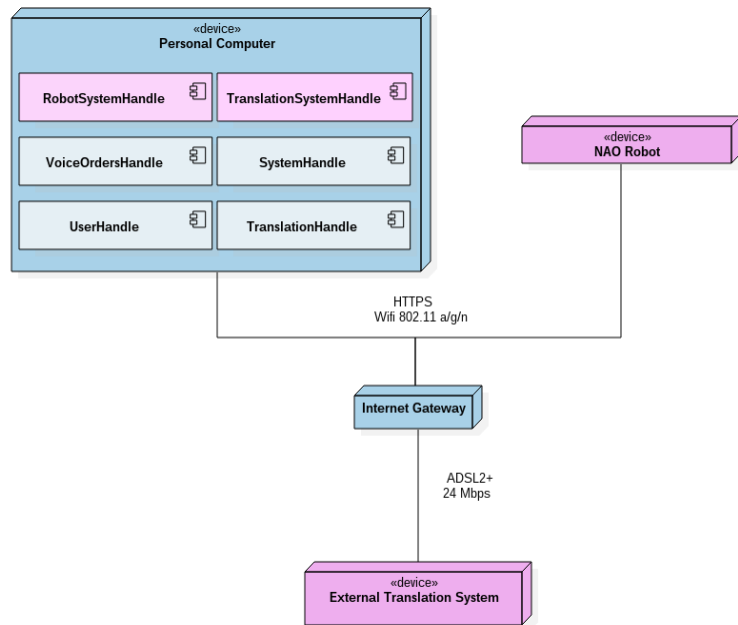 «device»
Personal Computer
RobotSystemHandle
TranslationSystemHandle
VoiceOrdersHandle
SystemHandle
UserHandle
TranslationHandle
«device»
NAO Robot
HTTPS
Wifi 802.11 a/g/n
Internet Gateway
ADSL2+
24 Mbps
«device»
External Translation System